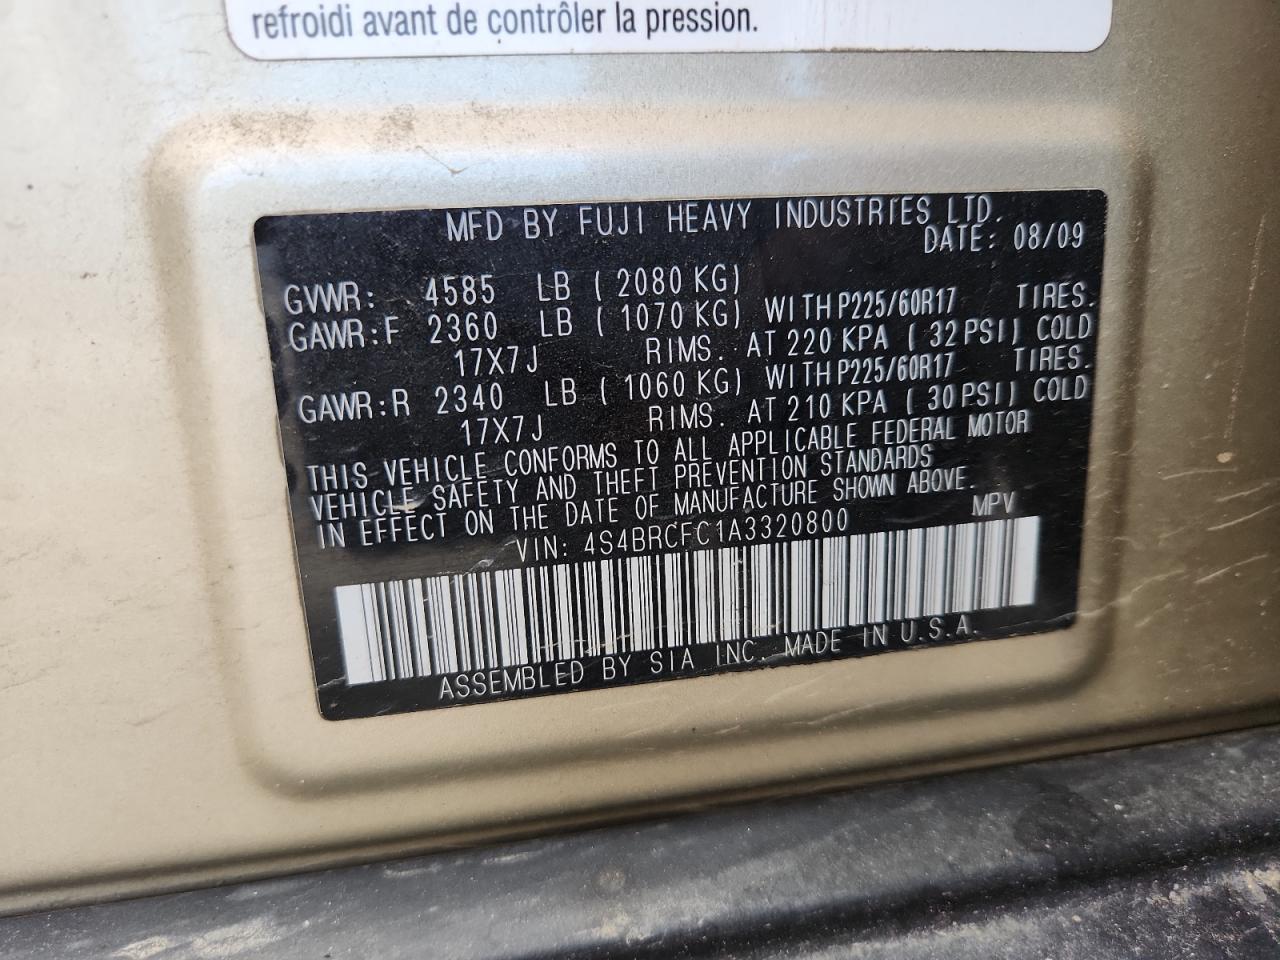 refroidi avant de contrôler la pression.
MFD BY FUJI HEAVY INDUSTRIES LTD.
DATE: 08/09
GVWR: 4585 LB ( 2080 KG)
GAWR:F 2360 LB ( 1070 KG) WITH P225/60R17 TIRES.
17X7J RIMS. AT 220 KPA ( 32 PSI) COLD
GAWR:R 2340 LB ( 1060 KG) WITH P225/60R17 TIRES.
17X7J RIMS. AT 210 KPA ( 30 PSI) COLD
THIS VEHICLE CONFORMS TO ALL APPLICABLE FEDERAL MOTOR
VEHICLE SAFETY AND THEFT PREVENTION STANDARDS
IN EFFECT ON THE DATE OF MANUFACTURE SHOWN ABOVE.
VIN: 4S4BRCFC1A3320800 MPV
ASSEMBLED BY SIA INC. MADE IN U.S.A.